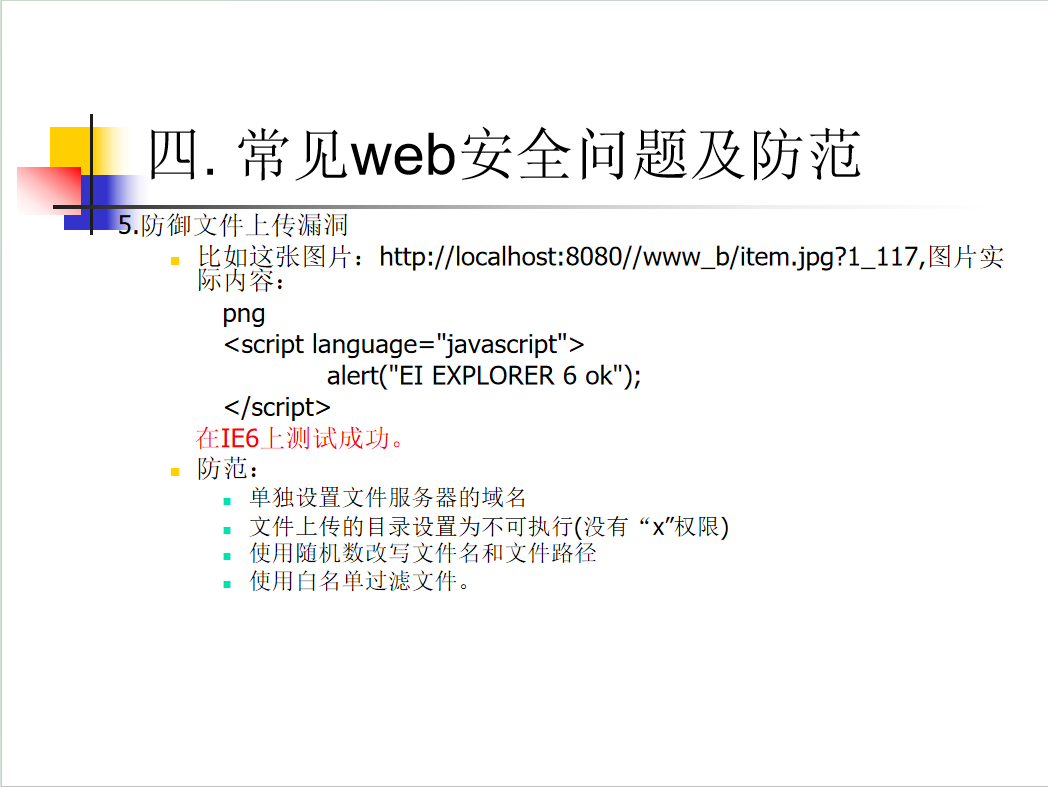 四. 常见web安全问题及防范
5.防御文件上传漏洞
比如这张图片：http://localhost:8080//www_b/item.jpg?1_117,图片实
际内容：
png
<script language="javascript">
alert("EI EXPLORER 6 ok");
</script>
在IE6上测试成功。
防范：
单独设置文件服务器的域名
文件上传的目录设置为不可执行(没有“x”权限)
使用随机数改写文件名和文件路径
使用白名单过滤文件。